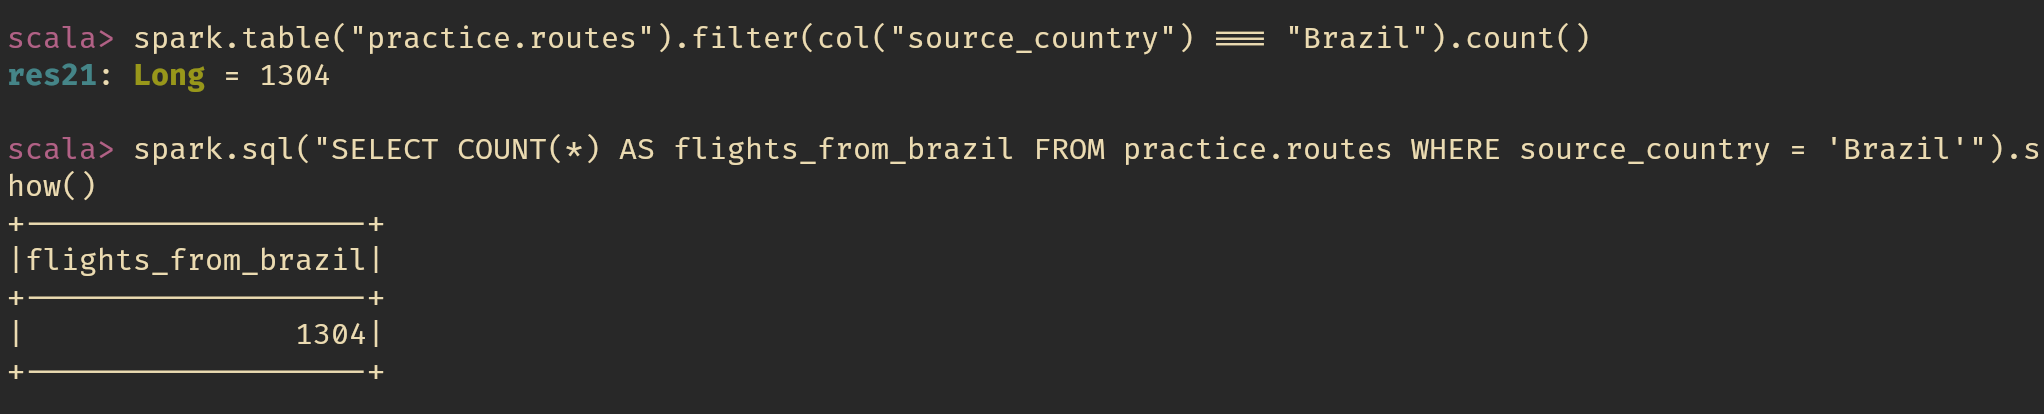 scala> spark.table("practice.routes").filter(col("source_country") === "Brazil").count()
res21: Long = 1304
scala> spark.sql("SELECT COUNT(*) AS flights_from_brazil FROM practice.routes WHERE source_country = 'Brazil'").s
how()
+-------------------+
|flights_from_brazil|
+-------------------+
|               1304|
+-------------------+